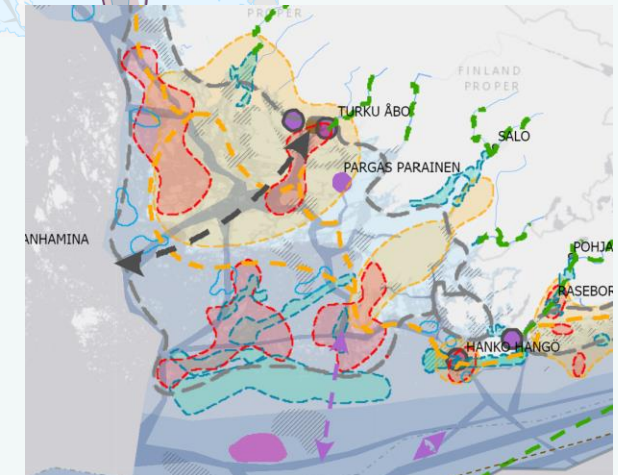 PROPER
FINLAND
PROPER
TURKU ÅBO
SALO
PARGAS PARAINEN
ANHAMINA
POHJA
RASEBOR
HANKO HANGÖ